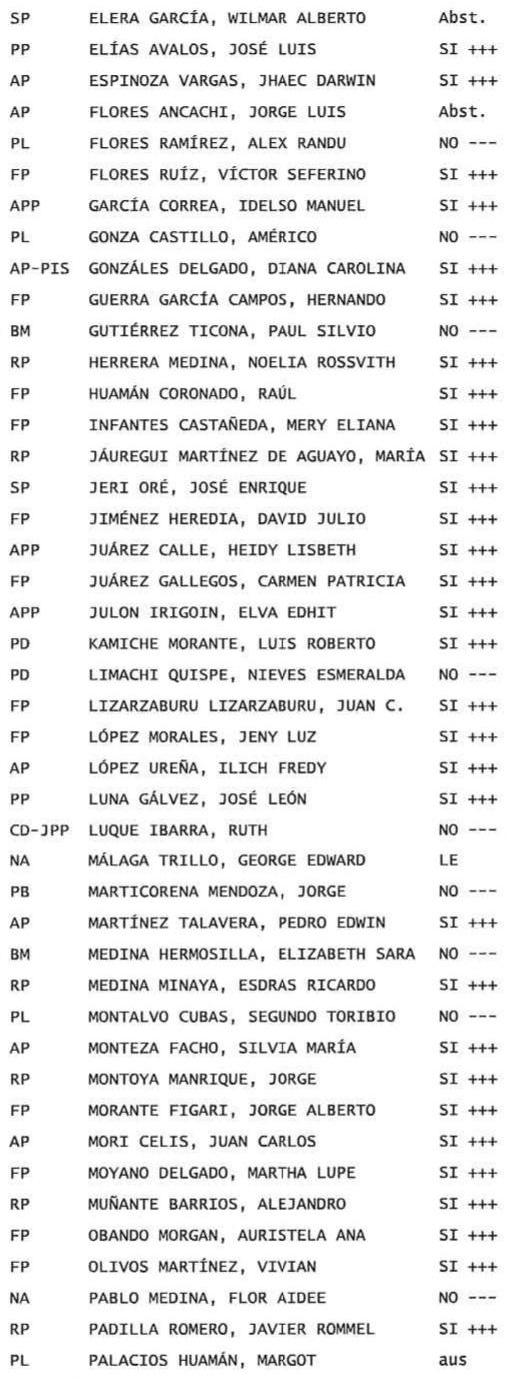 SP ELERA GARCÍA, WILMAR ALBERTO Abst.
PP ELÍAS AVALOS, JOSÉ LUIS SI +++
AP ESPINOZA VARGAS, JHAEC DARWIN SI +++
AP FLORES ANCACHI, JORGE LUIS Abst.
PL FLORES RAMÍREZ, ALEX RANDU NO ---
FP FLORES RUÍZ, VÍCTOR SEFERINO SI +++
APP GARCÍA CORREA, IDELSO MANUEL SI +++
PL GONZA CASTILLO, AMÉRICO NO ---
AP-PIS GONZÁLES DELGADO, DIANA CAROLINA SI +++
FP GUERRA GARCÍA CAMPOS, HERNANDO SI +++
BM GUTIÉRREZ TICONA, PAUL SILVIO NO ---
RP HERRERA MEDINA, NOELIA ROSSVITH SI +++
FP HUAMÁN CORONADO, RAÚL SI +++
FP INFANTES CASTAÑEDA, MERY ELIANA SI +++
RP JÁUREGUI MARTÍNEZ DE AGUAYO, MARÍA SI +++
SP JERI ORÉ, JOSÉ ENRIQUE SI +++
FP JIMÉNEZ HEREDIA, DAVID JULIO SI +++
APP JUÁREZ CALLE, HEIDY LISBETH SI +++
FP JUÁREZ GALLEGOS, CARMEN PATRICIA SI +++
APP JULON IRIGOIN, ELVA EDHIT SI +++
PD KAMICHE MORANTE, LUIS ROBERTO SI +++
PD LIMACHI QUISPE, NIEVES ESMERALDA NO ---
FP LIZARZABURU LIZARZABURU, JUAN C. SI +++
FP LÓPEZ MORALES, JENY LUZ SI +++
AP LÓPEZ UREÑA, ILICH FREDY SI +++
PP LUNA GÁLVEZ, JOSÉ LEÓN SI +++
CD-JPP LUQUE IBARRA, RUTH NO ---
NA MÁLAGA TRILLO, GEORGE EDWARD LE
PB MARTICORENA MENDOZA, JORGE NO ---
AP MARTÍNEZ TALAVERA, PEDRO EDWIN SI +++
BM MEDINA HERMOSILLA, ELIZABETH SARA NO ---
RP MEDINA MINAYA, ESDRAS RICARDO SI +++
PL MONTALVO CUBAS, SEGUNDO TORIBIO NO ---
AP MONTEZA FACHO, SILVIA MARÍA SI +++
RP MONTOYA MANRIQUE, JORGE SI +++
FP MORANTE FIGARI, JORGE ALBERTO SI +++
AP MORI CELIS, JUAN CARLOS SI +++
FP MOYANO DELGADO, MARTHA LUPE SI +++
RP MUÑANTE BARRIOS, ALEJANDRO SI +++
FP OBANDO MORGAN, AURISTELA ANA SI +++
FP OLIVOS MARTÍNEZ, VIVIAN SI +++
NA PABLO MEDINA, FLOR AIDEE NO ---
RP PADILLA ROMERO, JAVIER ROMMEL SI +++
PL PALACIOS HUAMÁN, MARGOT aus